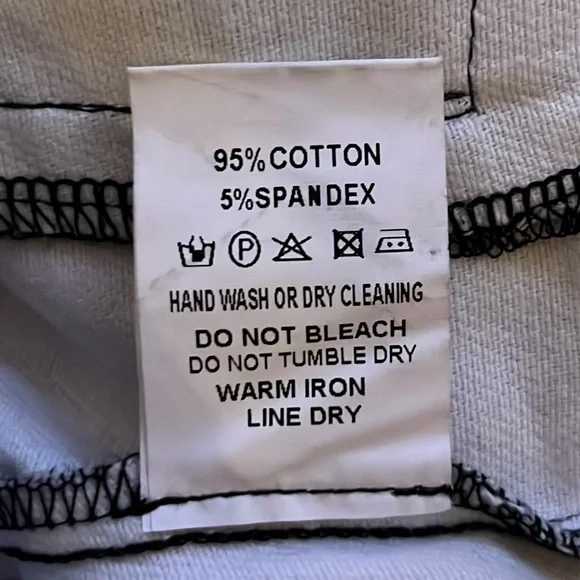 95% COTTON
5% SPANDEX
P
HAND WASH OR DRY CLEANING
DO NOT BLEACH
DO NOT TUMBLE DRY
WARM IRON
LINE DRY